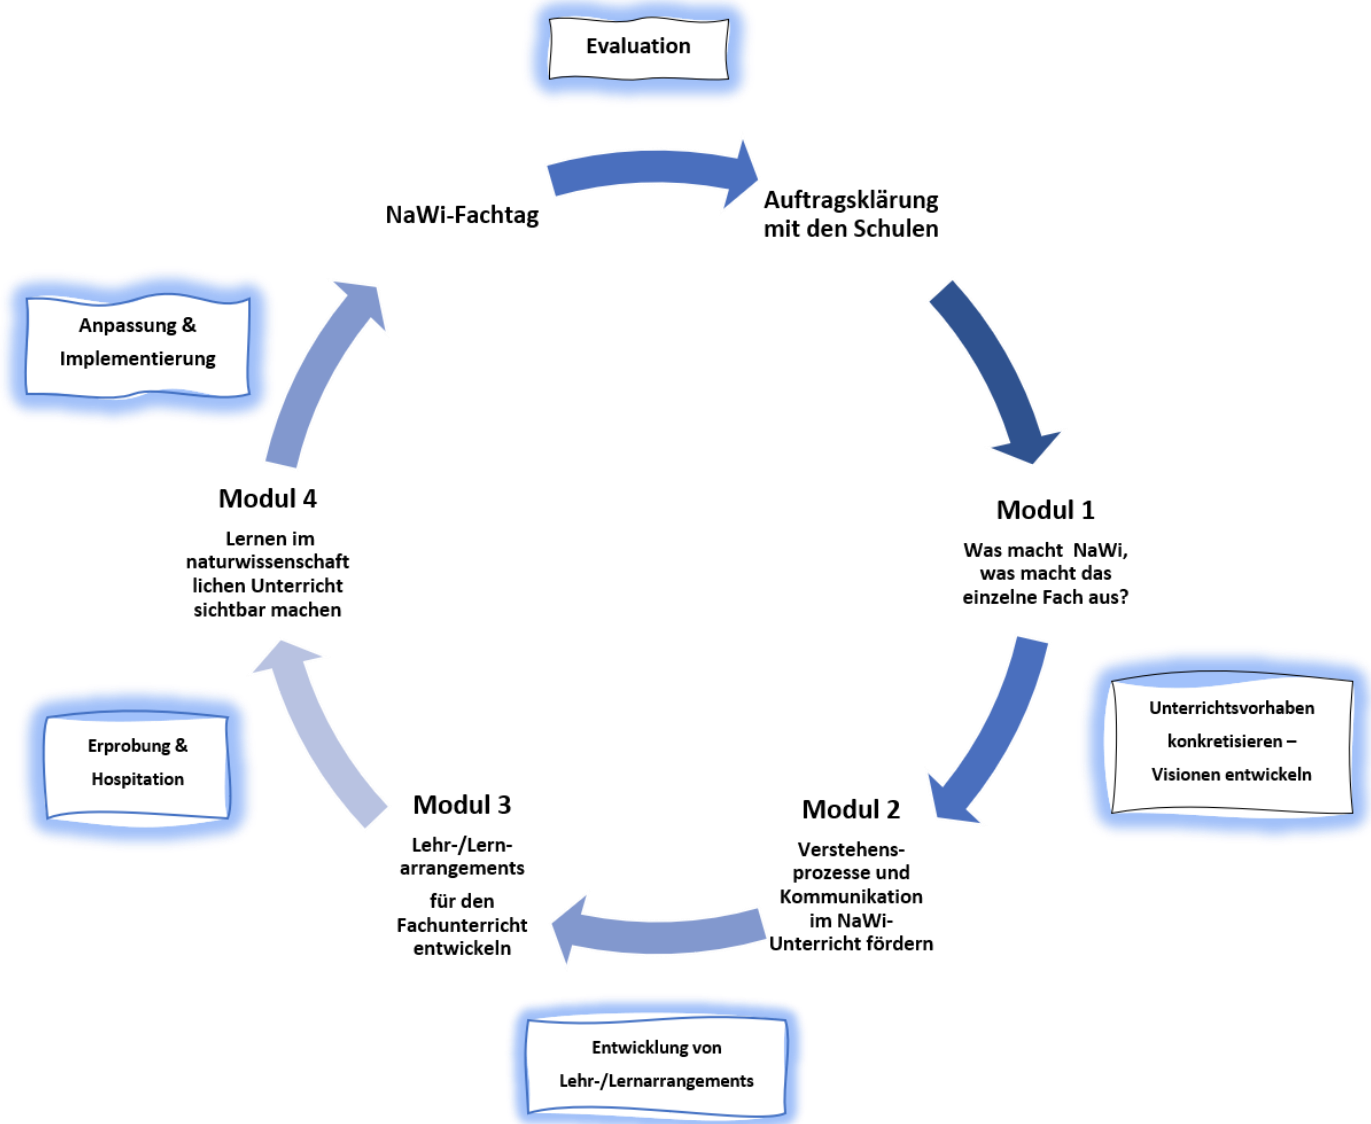 Evaluation
NaWi-Fachtag
Auftragsklärung
mit den Schulen
Anpassung &
Implementierung
Modul 4
Lernen im
naturwissenschaft
lichen Unterricht
sichtbar machen
Modul 1
Was macht NaWi,
was macht das
einzelne Fach aus?
Unterrichtsvorhaben
konkretisieren –
Visionen entwickeln
Erprobung &
Hospitation
Modul 3
Lehr-/Lern-
arrangements
für den
Fachunterricht
entwickeln
Modul 2
Verstehens-
prozesse und
Kommunikation
im NaWi-
Unterricht fördern
Entwicklung von
Lehr-/Lernarrangements